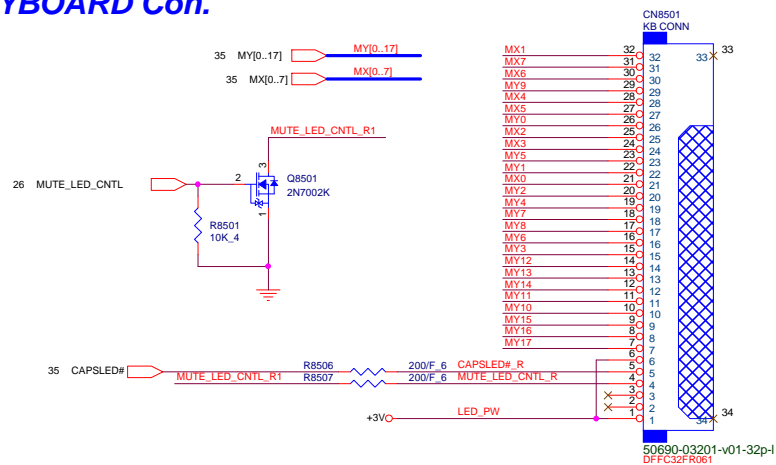 YBOARD Con.
CN8501
KB CONN
35 MY[0..17] MY[0..17]
35 MX[0..7] MX[0..7]
MUTE_LED_CNTL_R1
26 MUTE_LED_CNTL
2
3
1
Q8501
2N7002K
R8501
10K_4
MX1 32 32
33 33
MX7 31 31
MX6 30 30
MY9 29 29
MX4 28 28
MX5 27 27
MY0 26 26
MX2 25 25
MX3 24 24
MY5 23 23
MY1 22 22
MX0 21 21
MY2 20 20
MY4 19 19
MY7 18 18
MY8 17 17
MY6 16 16
MY3 15 15
MY12 14 14
MY13 13 13
MY14 12 12
MY11 11 11
MY10 10 10
MY15 9 9
MY16 8 8
MY17 7 7
6 6
35 CAPSLED# R8506 200/F_6 CAPSLED#_R 5 5
MUTE_LED_CNTL_R1 R8507 200/F_6 MUTE_LED_CNTL_R 4 4
3 3
2 2
+3V LED_PW 1 1
34 34
50690-03201-v01-32p-l
DFFC32FR061